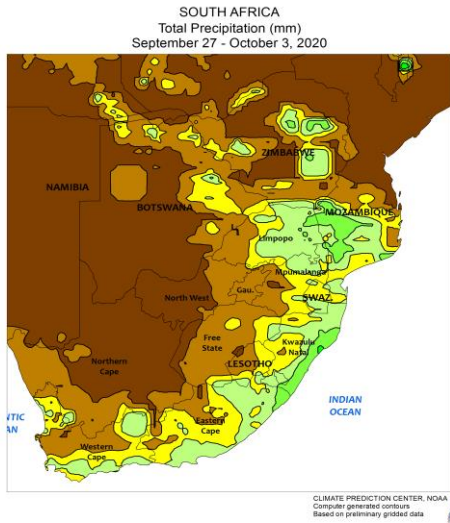 SOUTH AFRICA
Total Precipitation (mm)
September 27 - October 3, 2020
ZIMBABWE
NAMIBIA
BOTSWANA
MOZAMBIQUE
Limpopo
Mpumalanga
North West
Gau.
SWAZ.
Free
State
Kwazulu
Natal
Northern
Cape
LESOTHO
INDIAN
OCEAN
NTIC
AN
Eastern
Cape
Western
Cape
CLIMATE PREDICTION CENTER, NOAA
Computer generated contours
Based on preliminary gridded data